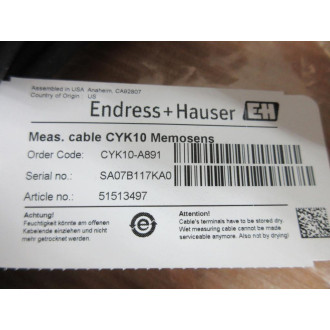 Assembled in USA Anaheim, CA92807
Country of Origin US
Endress+Hauser EH
Meas. cable CYK10 Memosens
Order Code: CYK10-A891
Serial no.: SA07B117KA0
Article no.: 51513497
Achtung!
Feuchtigkeit könnte am offenen
Kabelende einziehen und nicht
mehr getrocknet werden.
Attention!
Cable's terminals have to be stored dry.
Wet measuring cable cannot be made
serviceable anymore. Also not by drying!